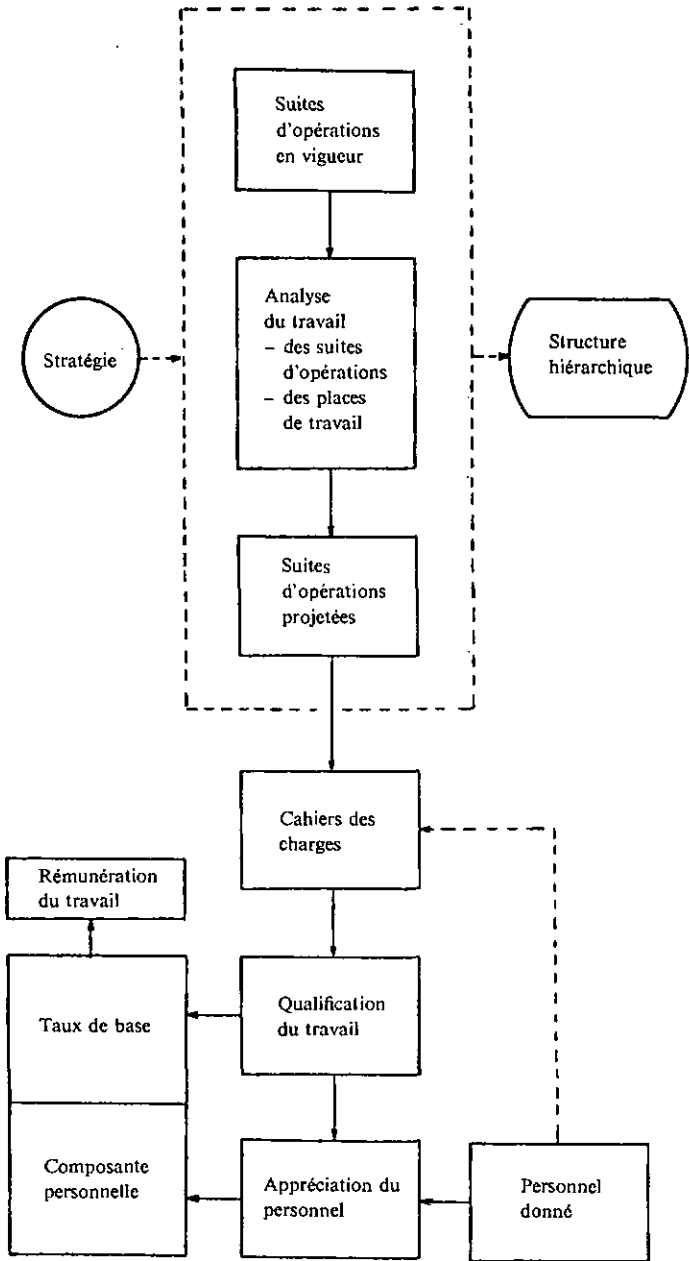 Suites
d'opérations
en vigueur
Analyse
du travail
– des suites
d'opérations
– des places
de travail
Stratégie
Structure
hiérarchique
Suites
d'opérations
projetées
Cahiers des
charges
Rémunération
du travail
Taux de base
Qualification
du travail
Composante
personnelle
Appréciation du
personnel
Personnel
donné